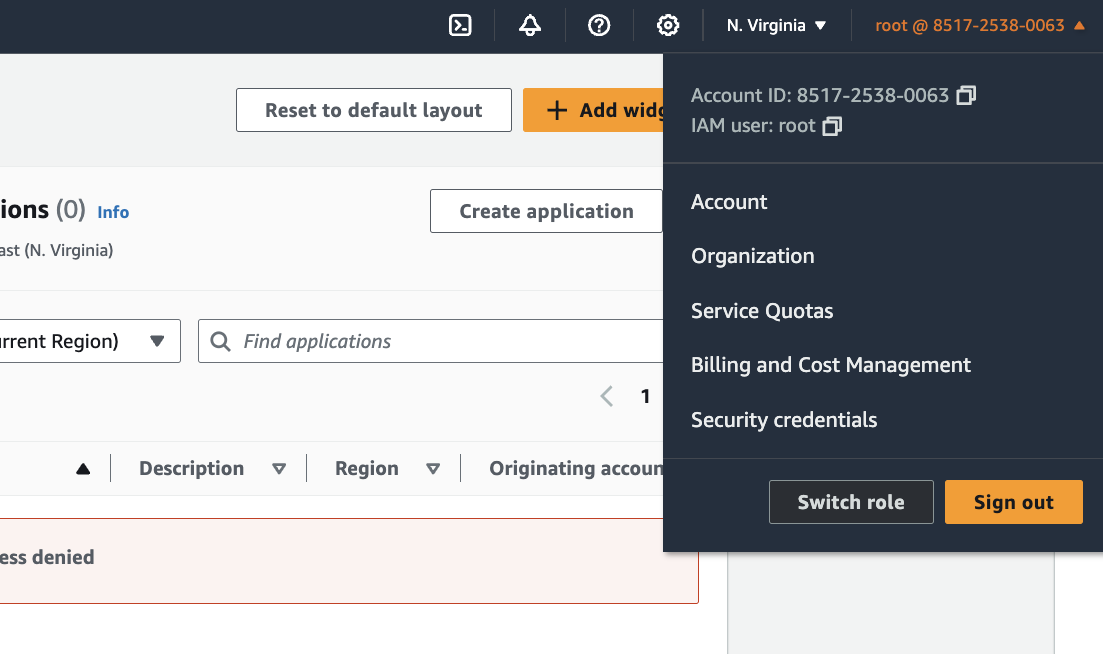 N. Virginia
root @ 8517-2538-0063
Account ID: 8517-2538-0063
IAM user: root
Reset to default layout
Add widg
ions (0) Info
Create application
ast (N. Virginia)
Account
Organization
Service Quotas
Billing and Cost Management
Security credentials
urrent Region)
Find applications
1
Description
Region
Originating accoun
Switch role
Sign out
ess denied